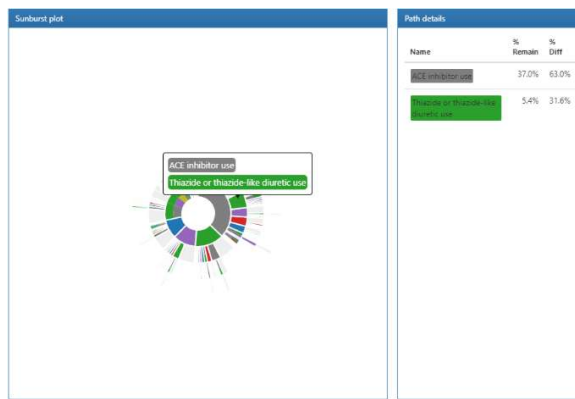 Sunburst plot
ACE inhibitor use
Thiazide or thiazide-like diuretic use
Path details
Name % Remain % Diff
ACE inhibitor use 37.0% 63.0%
Thiazide or thiazide-like diuretic use 5.4% 31.6%